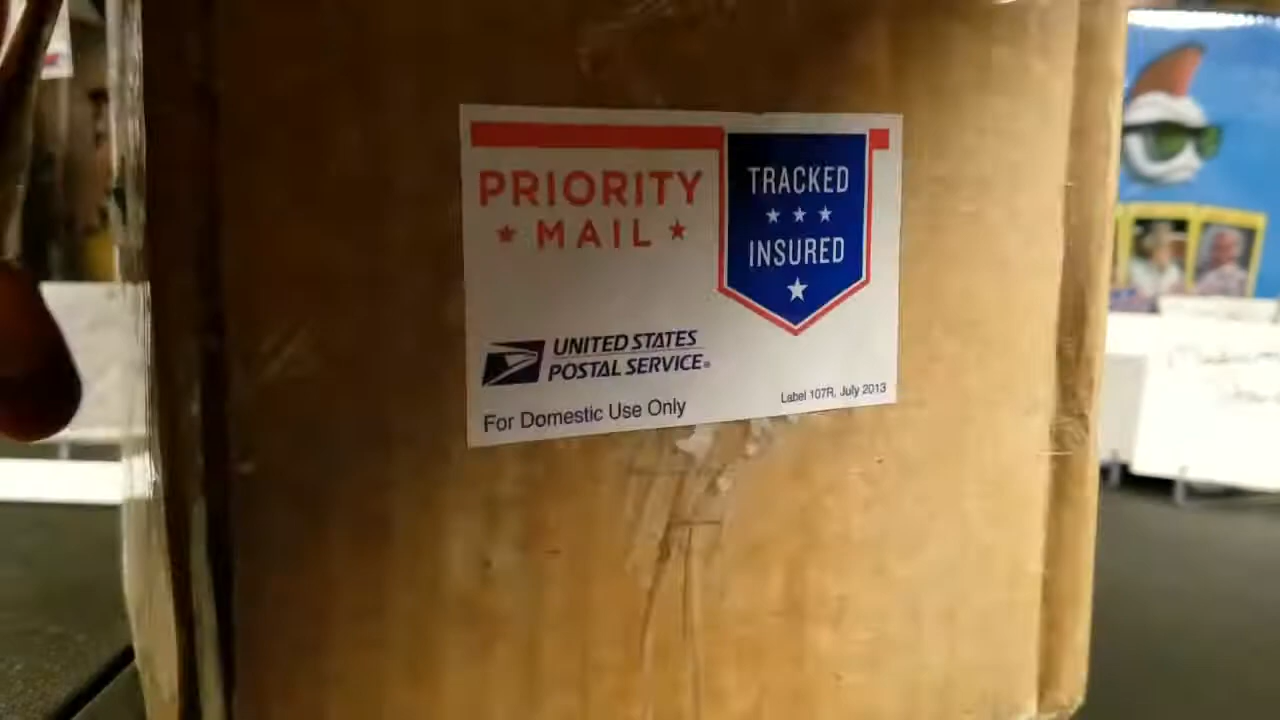 PRIORITY
★ MAIL ★
TRACKED
★ ★ ★
INSURED
★
UNITED STATES
POSTAL SERVICE®
For Domestic Use Only
Label 107R, July 2013